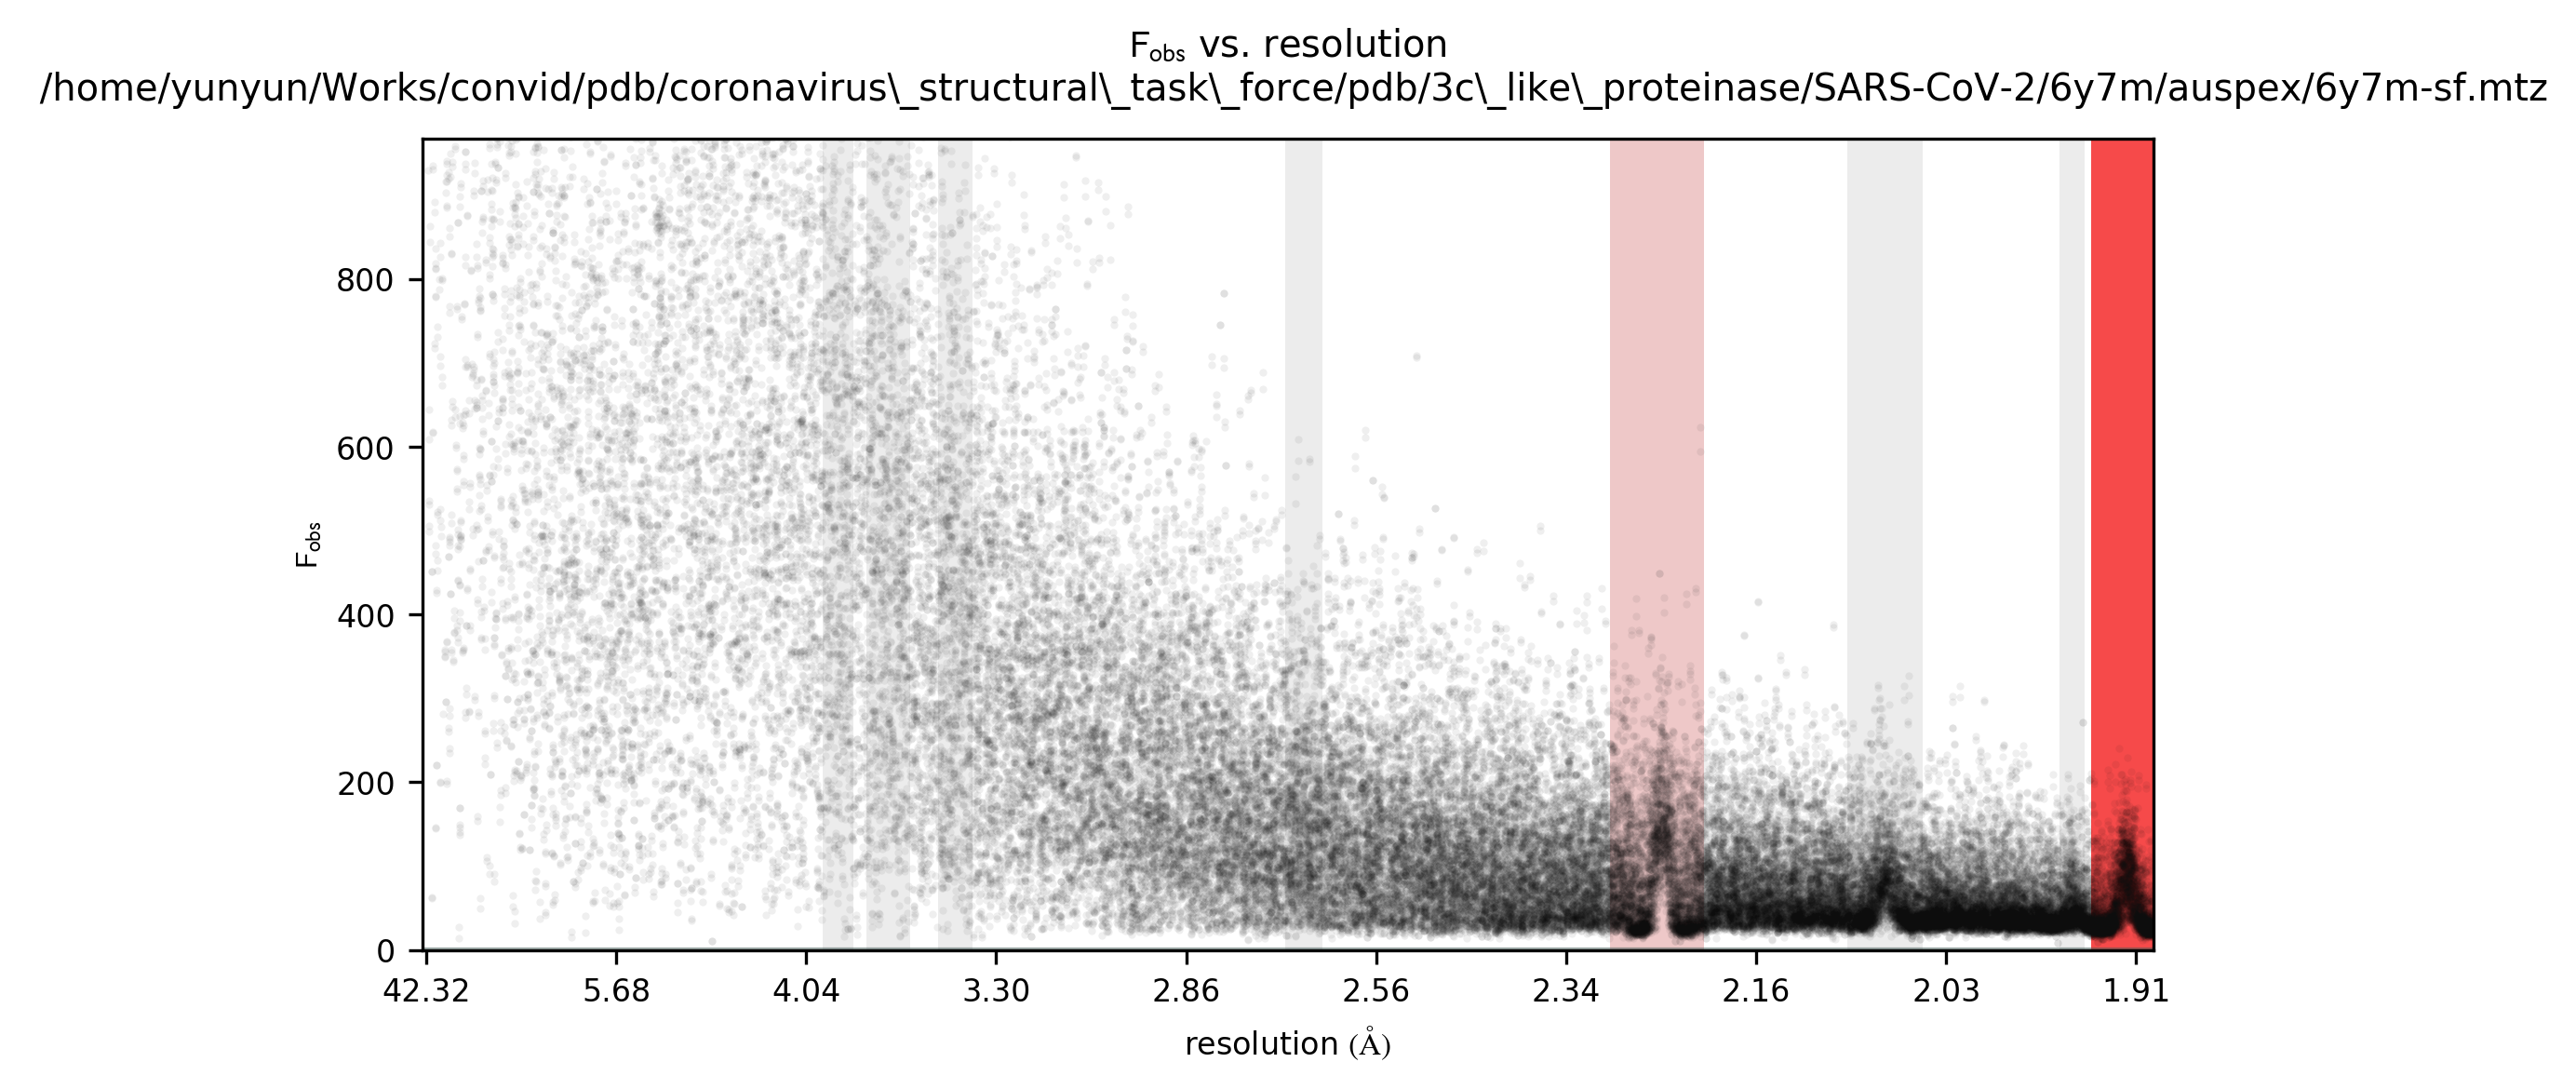 F_obs vs. resolution
/home/yunyun/Works/convid/pdb/coronavirus\_structural\_task\_force/pdb/3c\_like\_proteinase/SARS-CoV-2/6y7m/auspex/6y7m-sf.mtz
F_obs
800
600
400
200
0
42.32 5.68 4.04 3.30 2.86 2.56 2.34 2.16 2.03 1.91
resolution (Å)